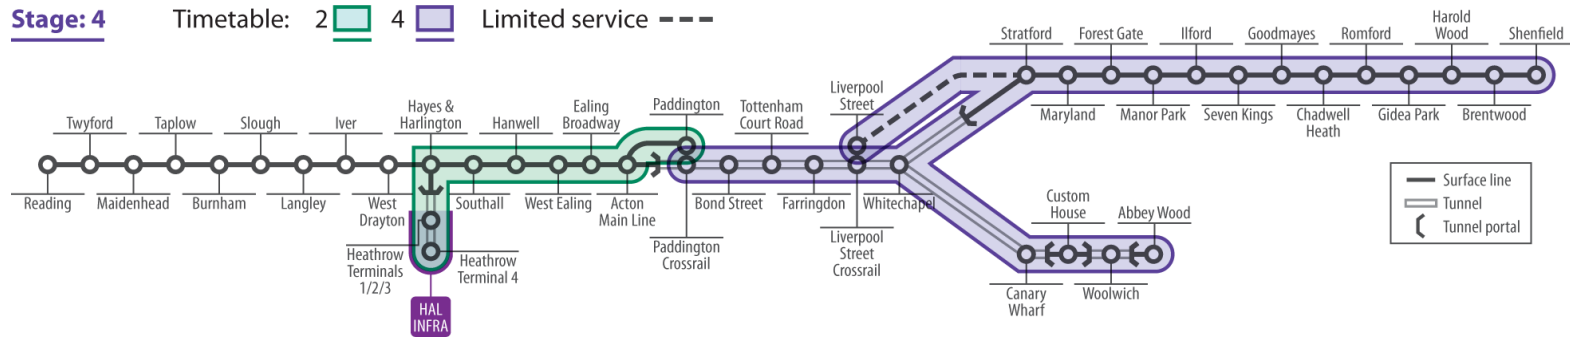 Stage: 4
Timetable: 2 4 Limited service
Stratford
Forest Gate
Ilford
Goodmayes
Romford
Harold
Wood
Shenfield
Maryland
Manor Park
Seven Kings
Chadwell
Heath
Gidea Park
Brentwood
Twyford
Taplow
Slough
Iver
Hayes &
Harlington
Hanwell
Ealing
Broadway
Paddington
Tottenham
Court Road
Liverpool
Street
Reading
Maidenhead
Burnham
Langley
West
Drayton
Southall
West Ealing
Acton
Main Line
Bond Street
Farringdon
Whitechapel
Paddington
Crossrail
Liverpool
Street
Crossrail
Heathrow
Terminals
1/2/3
Heathrow
Terminal 4
HAL
INFRA
Custom
House
Abbey Wood
Canary
Wharf
Woolwich
Surface line
Tunnel
Tunnel portal